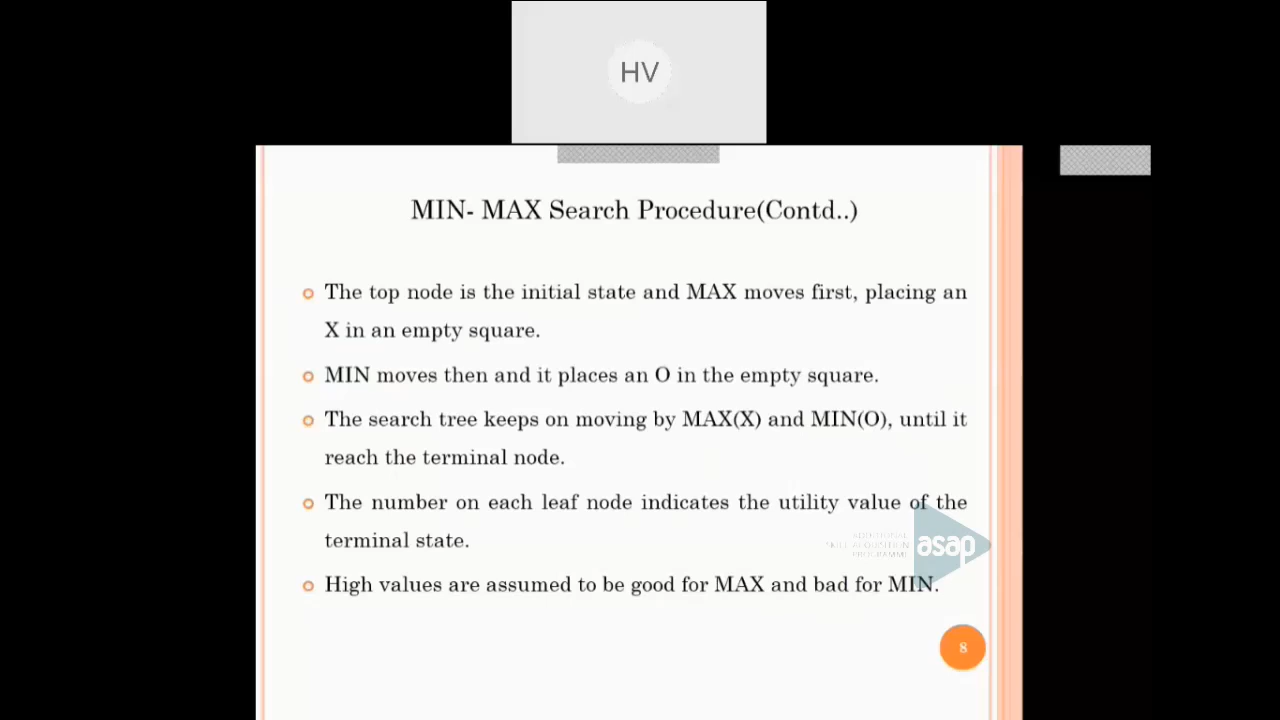 HV
MIN- MAX Search Procedure(Contd..)
The top node is the initial state and MAX moves first, placing an
X in an empty square.
MIN moves then and it places an O in the empty square.
The search tree keeps on moving by MAX(X) and MIN(O), until it
reach the terminal node.
The number on each leaf node indicates the utility value of the
terminal state.
ADDITIONAL
SKILL ACQUISITION
PROGRAMME
asap
High values are assumed to be good for MAX and bad for MIN.
8